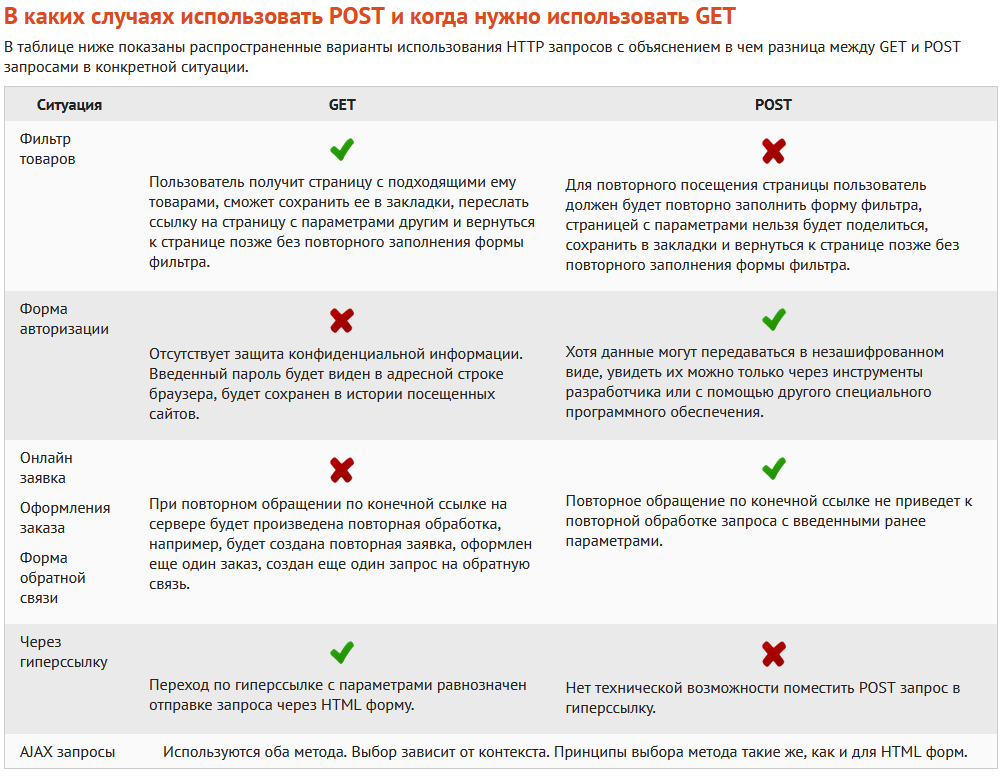 В каких случаях использовать POST и когда нужно использовать GET
В таблице ниже показаны распространенные варианты использования HTTP запросов с объяснением в чем разница между GET и POST
запросами в конкретной ситуации.
Ситуация
GET
POST
Фильтр
товаров
Пользователь получит страницу с подходящими ему
товарами, сможет сохранить ее в закладки, переслать
ссылку на страницу с параметрами другим и вернуться
к странице позже без повторного заполнения формы
фильтра.
Для повторного посещения страницы пользователь
должен будет повторно заполнить форму фильтра,
страницей с параметрами нельзя будет поделиться,
сохранить в закладки и вернуться к странице позже без
повторного заполнения формы фильтра.
Форма
авторизации
Отсутствует защита конфиденциальной информации.
Введенный пароль будет виден в адресной строке
браузера, будет сохранен в истории посещенных
сайтов.
Хотя данные могут передаваться в незашифрованном
виде, увидеть их можно только через инструменты
разработчика или с помощью другого специального
программного обеспечения.
Онлайн
заявка
Оформления
заказа
Форма
обратной
связи
При повторном обращении по конечной ссылке на
сервере будет произведена повторная обработка,
например, будет создана повторная заявка, оформлен
еще один заказ, создан еще один запрос на обратную
связь.
Повторное обращение по конечной ссылке не приведет к
повторной обработке запроса с введенными ранее
параметрами.
Через
гиперссылку
Переход по гиперссылке с параметрами равнозначен
отправке запроса через HTML форму.
Нет технической возможности поместить POST запрос в
гиперссылку.
AJAX запросы
Используются оба метода. Выбор зависит от контекста. Принципы выбора метода такие же, как и для HTML форм.